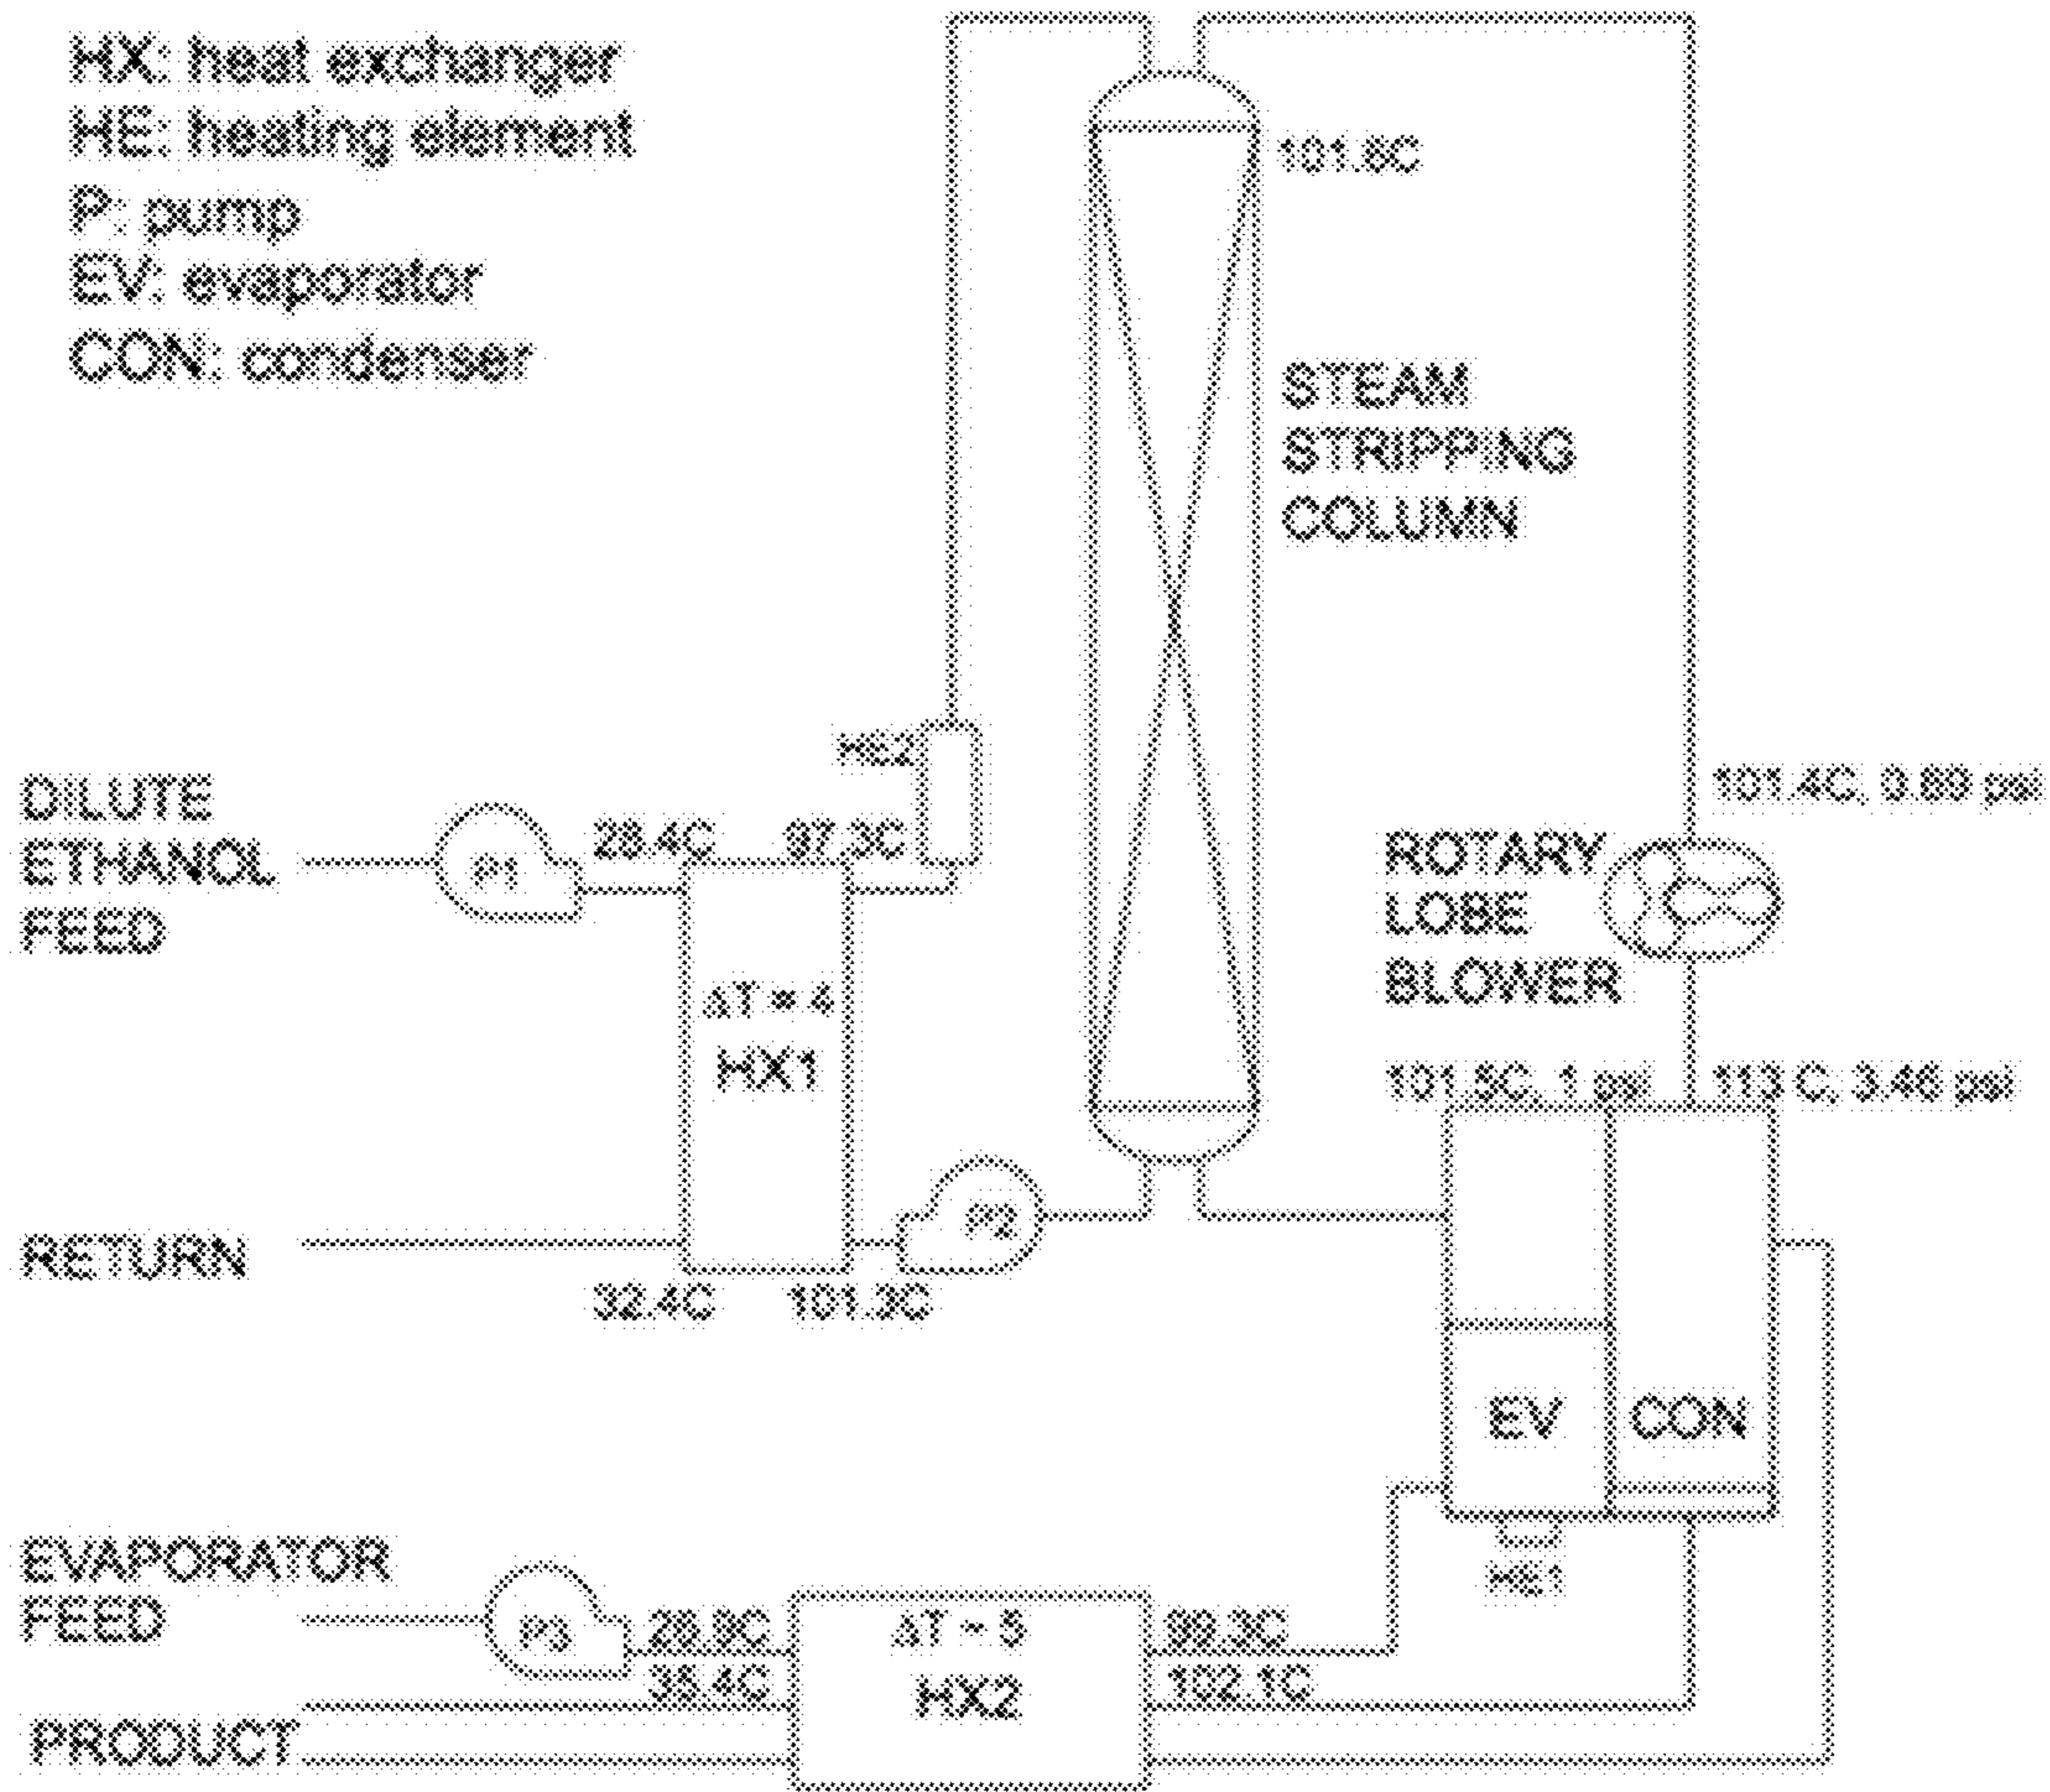 HX: heat exchanger
HE: heating element
P: pump
EV: evaporator
CON: condenser
101.8C
STEAM
STRIPPING
COLUMN
HE2
DILUTE
ETHANOL
FEED
P1
28.4C
97.3C
101.4C, 0.89 psi
ROTARY
LOBE
BLOWER
ΔT = 4
HX1
101.8C, 1 psi
113 C, 3.46 psi
P2
RETURN
32.4C
101.3C
EV
CON
HE1
EVAPORATOR
FEED
P3
28.9C
ΔT ~ 5
99.3C
35.4C
HX2
102.1C
PRODUCT